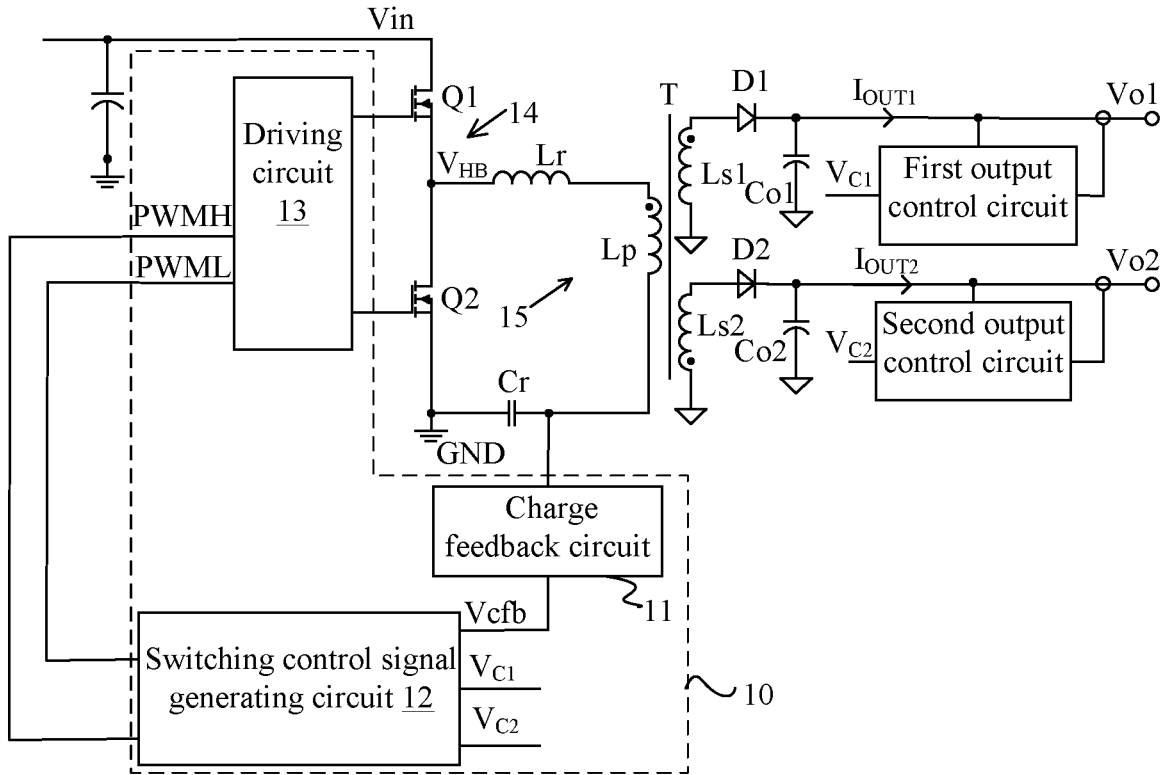 Vin
Driving
circuit
13
Q1
14
V_HB
Lr
PWMH
PWML
Lp
Q2
15
Cr
GND
T
D1
I_OUT1
Vo1
Ls1
Co1
V_C1
First output
control circuit
D2
I_OUT2
Vo2
Ls2
Co2
V_C2
Second output
control circuit
Charge
feedback circuit
11
Vcfb
Switching control signal
generating circuit 12
V_C1
V_C2
10